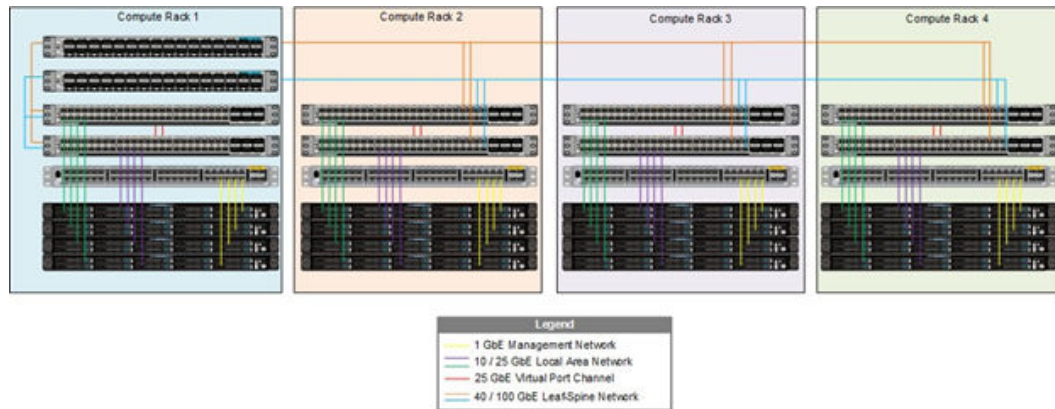 Compute Rack 1
Compute Rack 2
Compute Rack 3
Compute Rack 4
Legend
1 GbE Management Network
10 / 25 GbE Local Area Network
25 GbE Virtual Port Channel
40 / 100 GbE Leaf-Spine Network